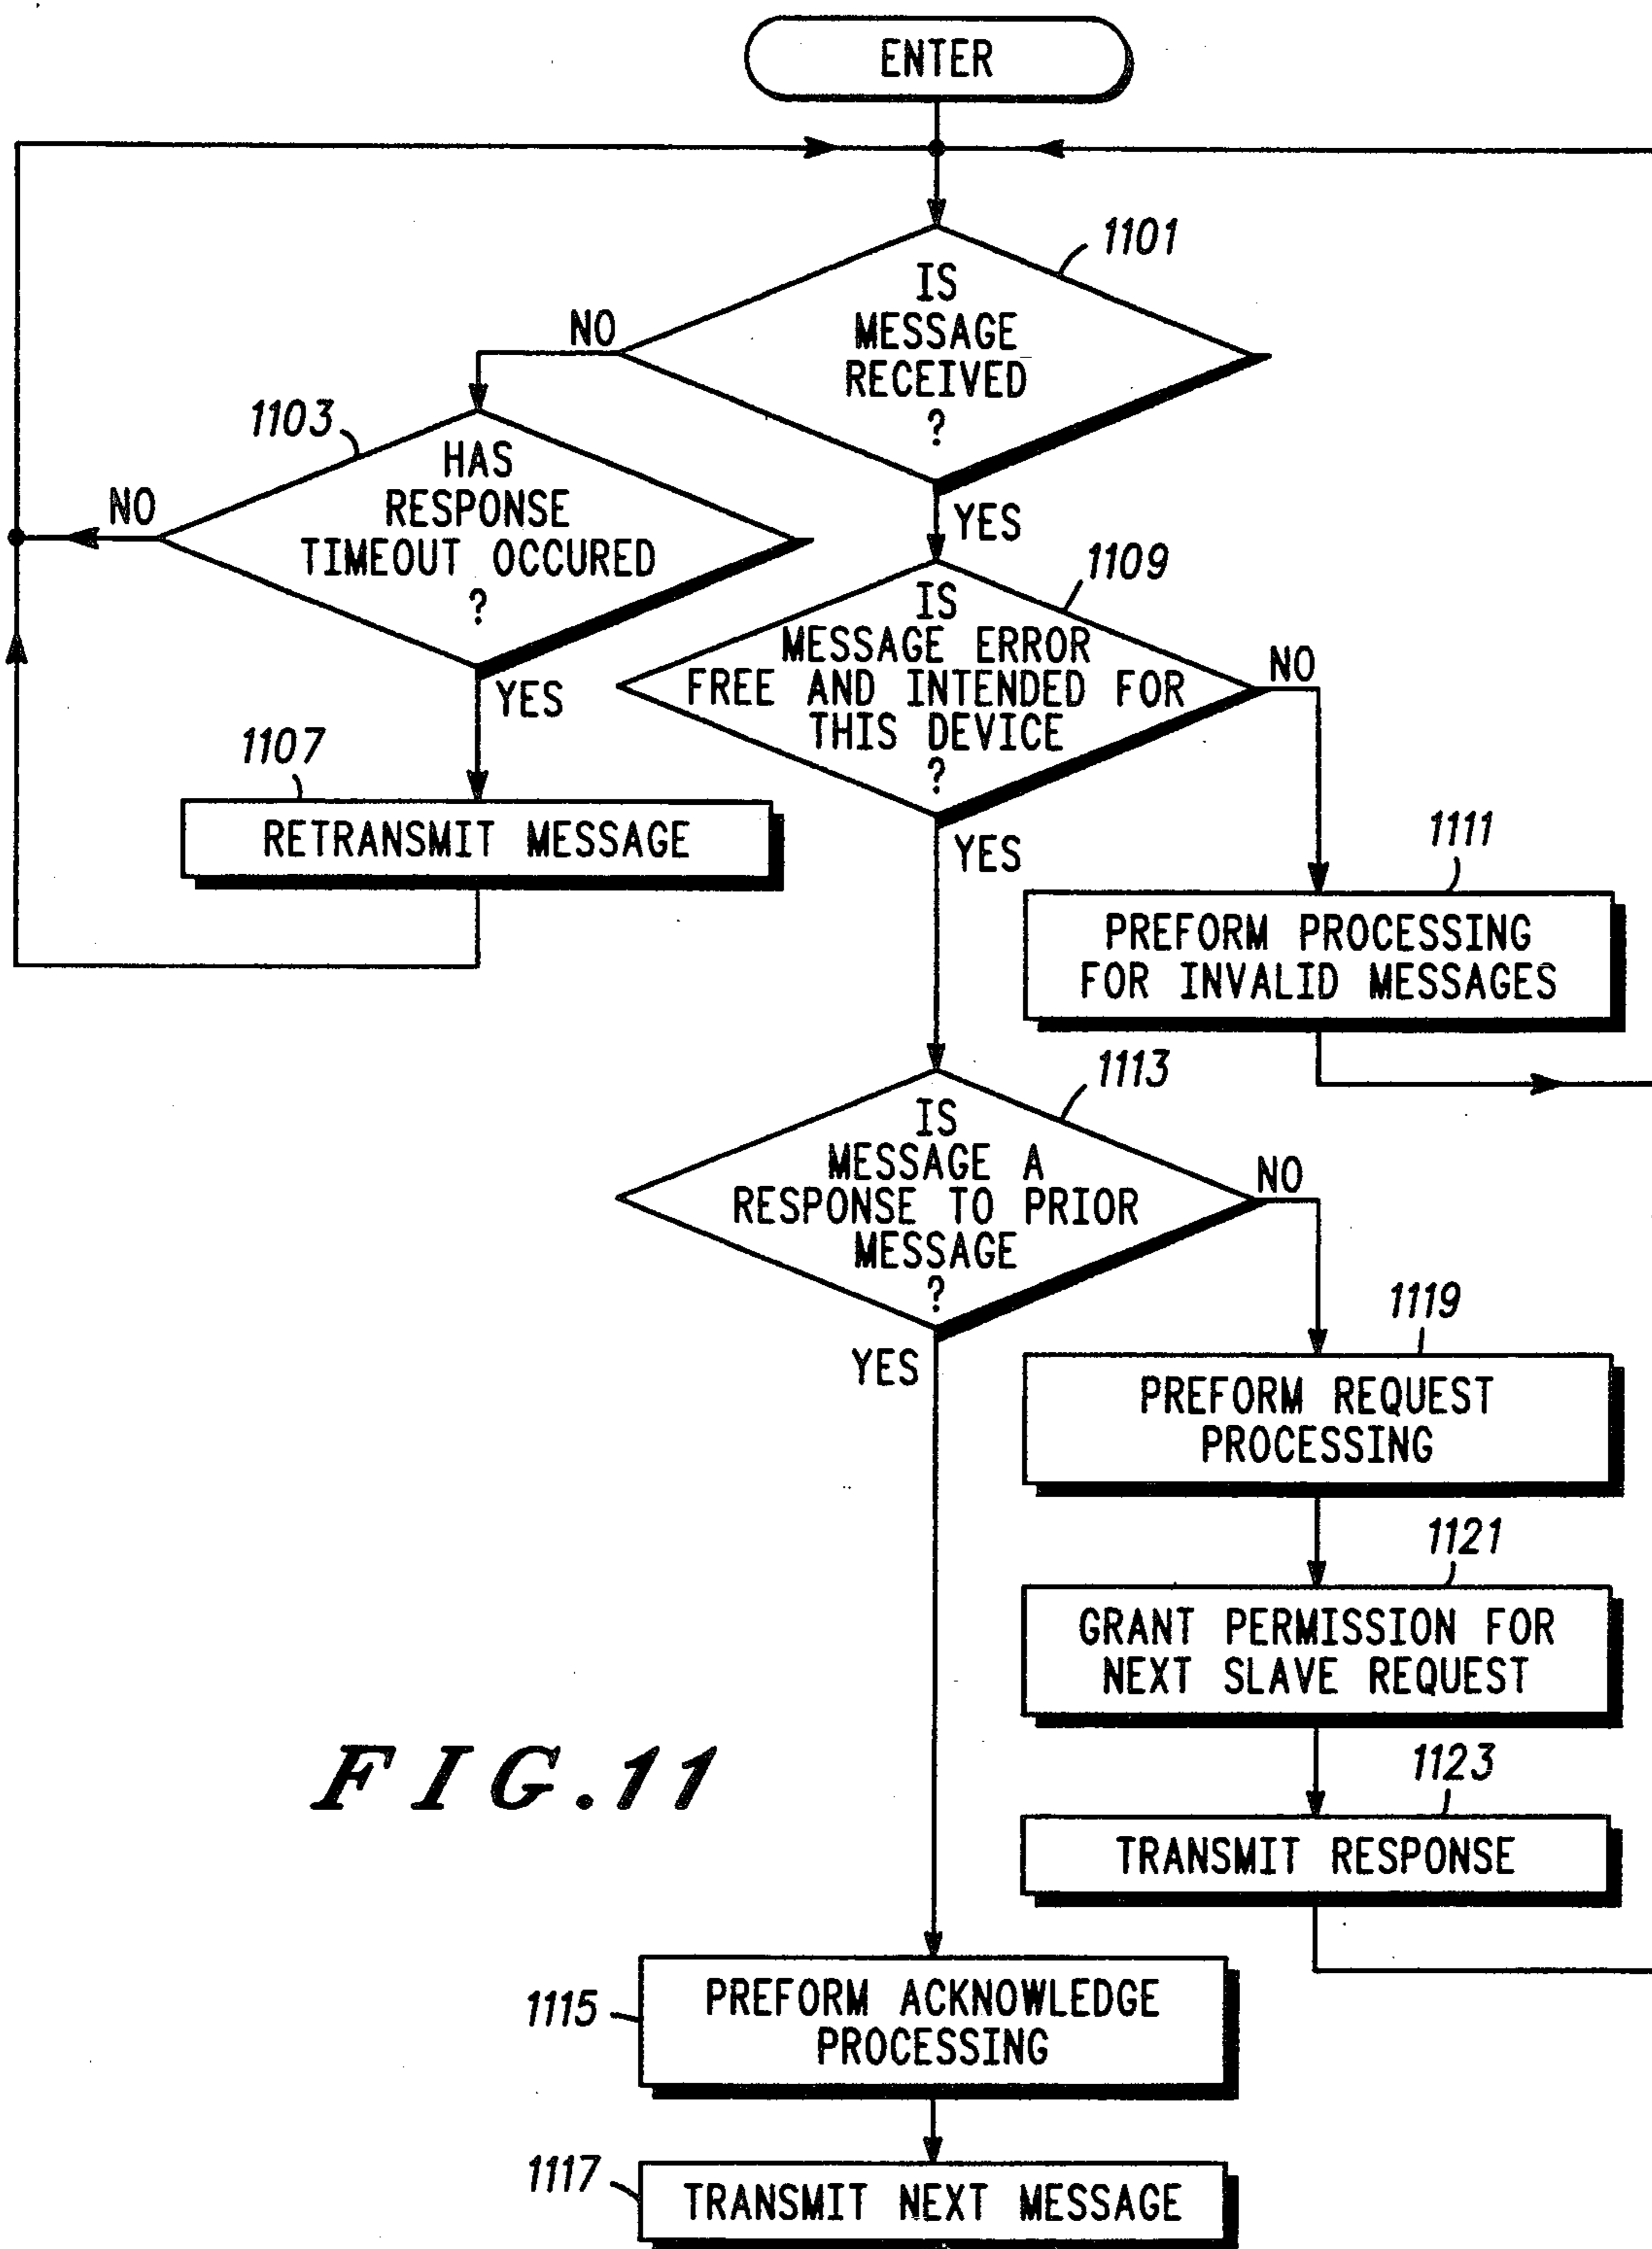 ENTER
1101
IS
MESSAGE
RECEIVED
?
NO
YES
1103
HAS
RESPONSE
TIMEOUT OCCURED
?
NO
YES
1107
RETRANSMIT MESSAGE
1109
IS
MESSAGE ERROR
FREE AND INTENDED FOR
THIS DEVICE
?
NO
YES
1111
PREFORM PROCESSING
FOR INVALID MESSAGES
1113
IS
MESSAGE A
RESPONSE TO PRIOR
MESSAGE
?
NO
YES
1119
PREFORM REQUEST
PROCESSING
1121
GRANT PERMISSION FOR
NEXT SLAVE REQUEST
1123
TRANSMIT RESPONSE
FIG.11
1115
PREFORM ACKNOWLEDGE
PROCESSING
1117
TRANSMIT NEXT MESSAGE